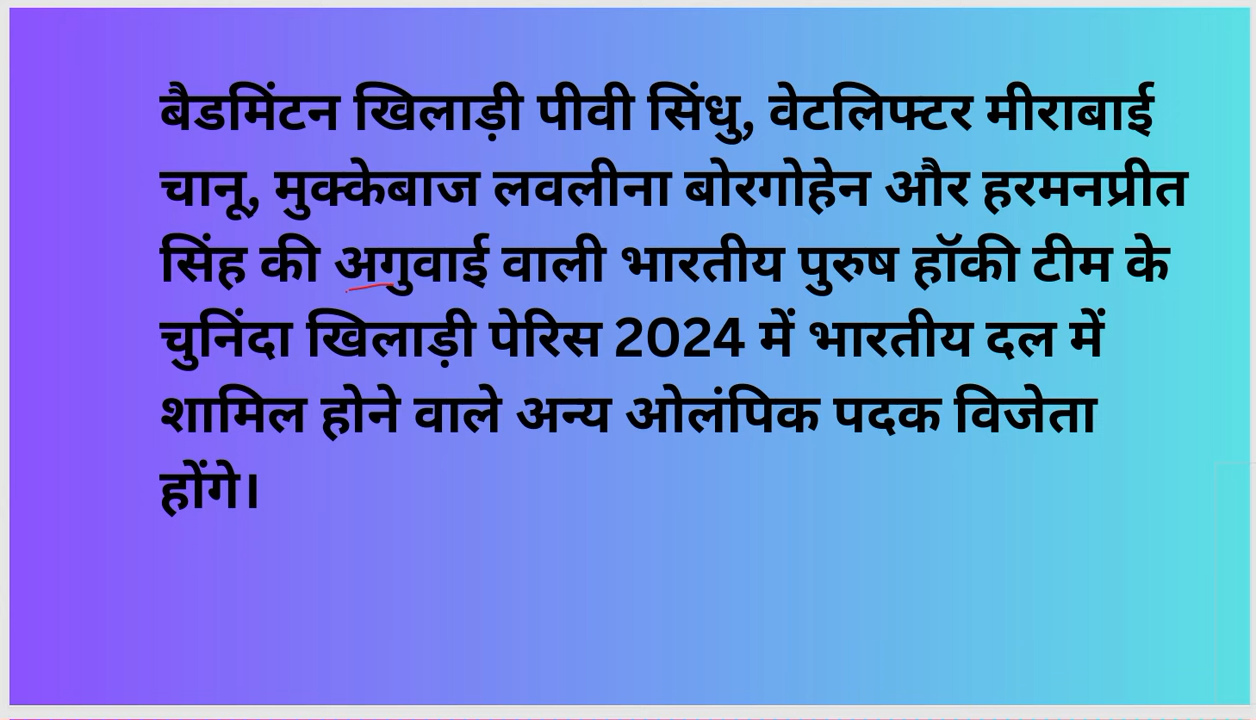 बैडमिंटन खिलाड़ी पीवी सिंधु, वेटलिफ्टर मीराबाई
चानू, मुक्केबाज लवलीना बोरगोहेन और हरमनप्रीत
सिंह की अगुवाई वाली भारतीय पुरुष हॉकी टीम के
चुनिंदा खिलाड़ी पेरिस 2024 में भारतीय दल में
शामिल होने वाले अन्य ओलंपिक पदक विजेता
होंगे।